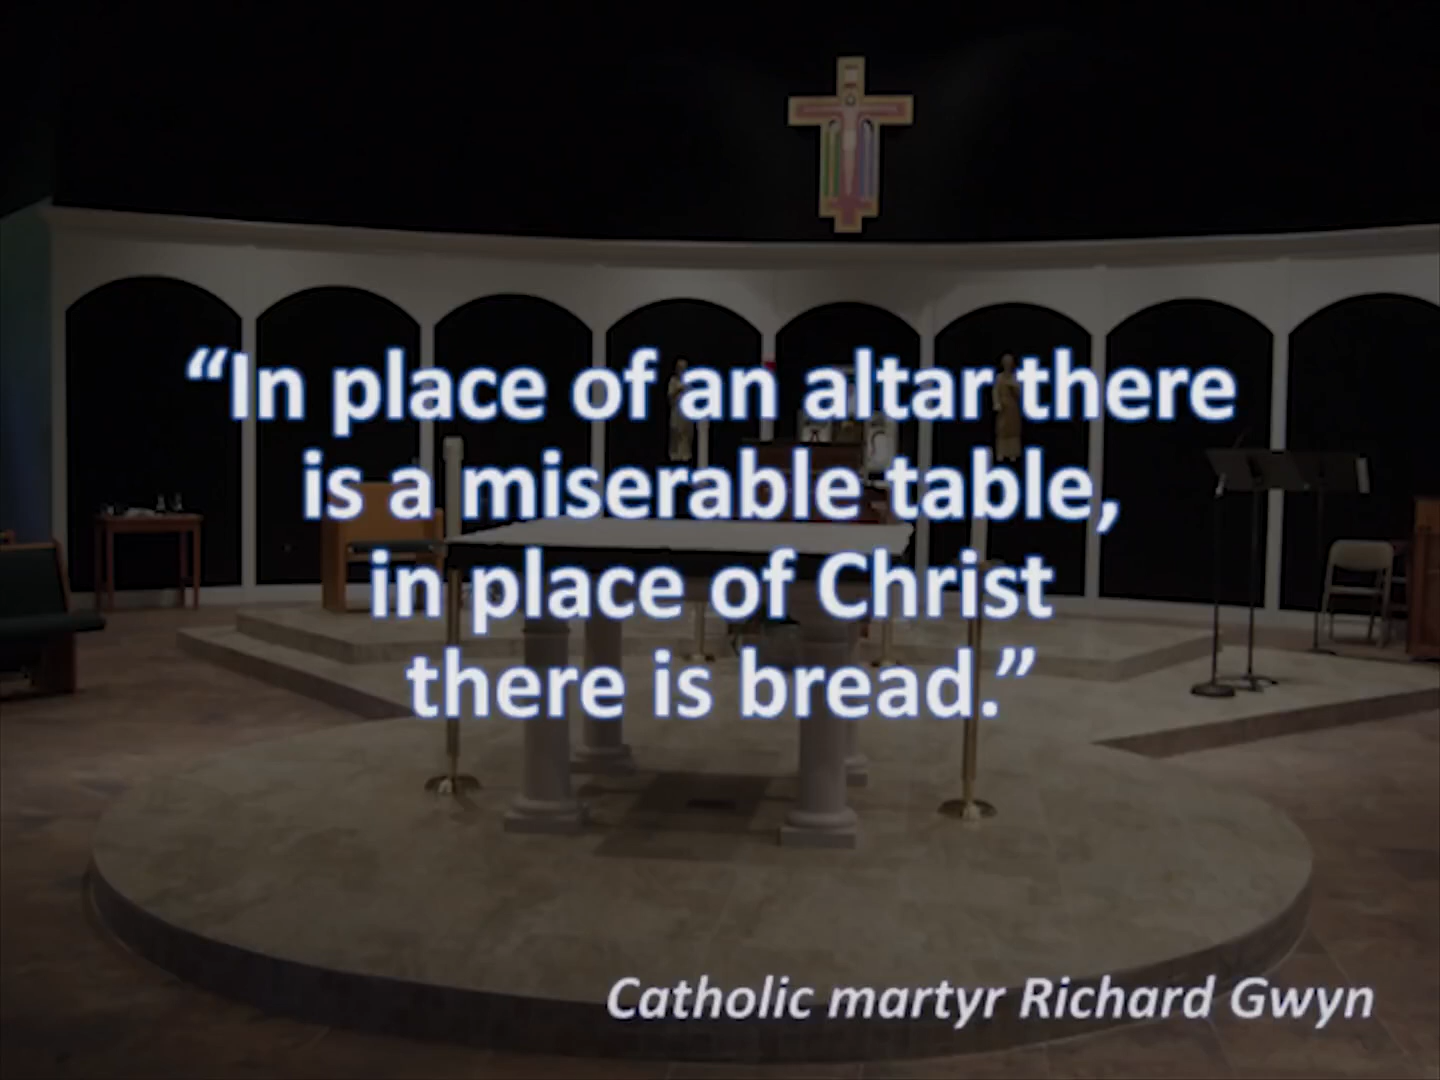 “In place of an altar there
is a miserable table,
in place of Christ
there is bread.”
Catholic martyr Richard Gwyn